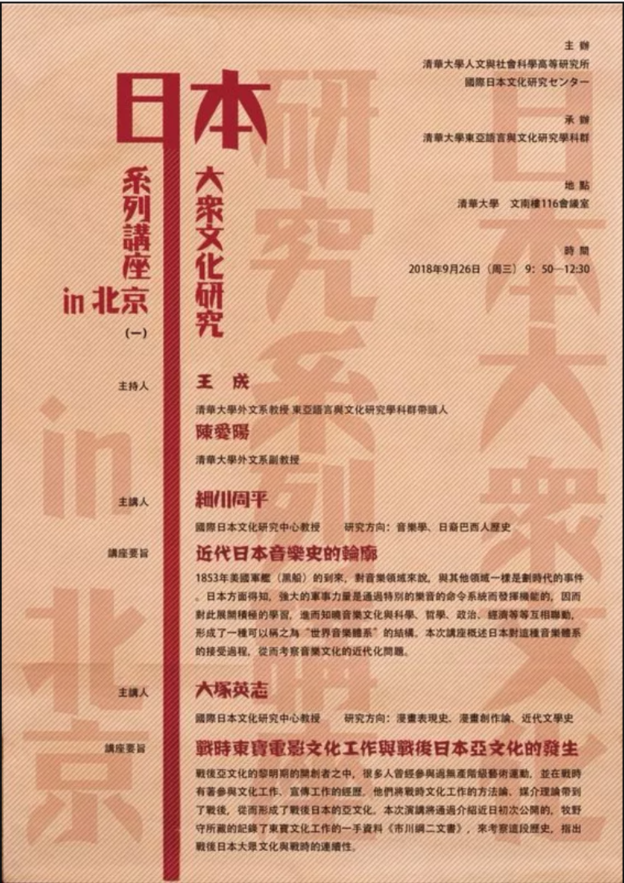 主 辦
清華大學人文與社會科學高等研究所
國際日本文化研究センター
承 辦
清華大學東亞語言與文化研究學科群
地 點
清華大學　文南樓116會議室
時 間
2018年9月26日（周三）9：50—12:30
日本
大衆文化研究
系列講座
in 北京
（一）
主持人
王　成
清華大學外文系教授 東亞語言與文化研究學科群帶頭人
陳愛陽
清華大學外文系副教授
主講人
細川周平
國際日本文化研究中心教授　　研究方向：音樂學、日裔巴西人歷史
講座要旨
近代日本音樂史的輪廓
1853年美國軍艦（黑船）的到來，對音樂領域來說，與其他領域一樣是劃時代的事件
。日本方面得知，強大的軍事力量是通過特別的樂音的命令系統而發揮機能的，因而
對此展開積極的學習，進而知曉音樂文化與科學、哲學、政治、經濟等等互相聯動，
形成了一種可以稱之為“世界音樂體系”的結構。本次講座概述日本對這種音樂體系
的接受過程，從而考察音樂文化的近代化問題。
主講人
大塚英志
國際日本文化研究中心教授　　研究方向：漫畫表現史、漫畫創作論、近代文學史
講座要旨
戰時東寶電影文化工作與戰後日本亞文化的發生
戰後亞文化的黎明期的開創者之中，很多人曾經參與過無產階級藝術運動，並在戰時
有著參與文化工作、宣傳工作的經歷。他們將戰時文化工作的方法論、媒介理論帶到
了戰後，從而形成了戰後日本的亞文化。本次演講將通過介紹近日初次公開的，牧野
守所藏的記錄了東寶文化工作的一手資料《市川綱二文書》，來考察這段歷史，指出
戰後日本大眾文化與戰時的連續性。
日本大衆文化
研究系列講座
in 北京